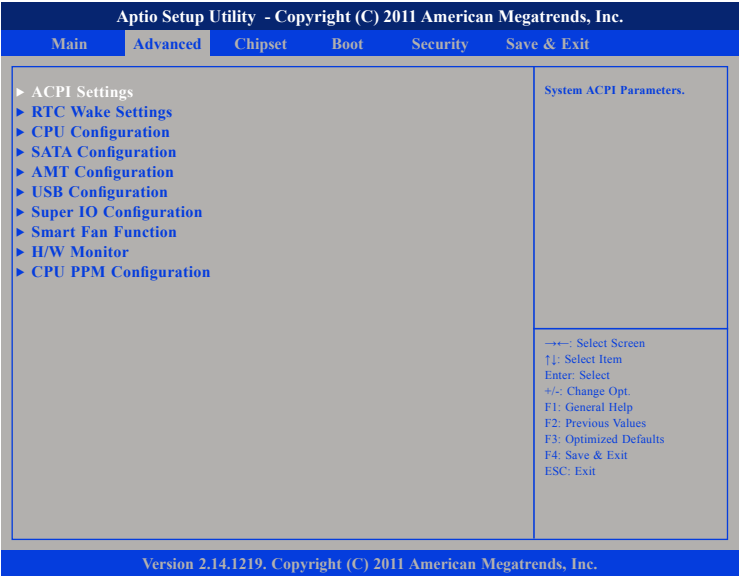 Aptio Setup Utility - Copyright (C) 2011 American Megatrends, Inc.
Main Advanced Chipset Boot Security Save & Exit
► ACPI Settings
► RTC Wake Settings
► CPU Configuration
► SATA Configuration
► AMT Configuration
► USB Configuration
► Super IO Configuration
► Smart Fan Function
► H/W Monitor
► CPU PPM Configuration
System ACPI Parameters.
→←: Select Screen
↑↓: Select Item
Enter: Select
+/-: Change Opt.
F1: General Help
F2: Previous Values
F3: Optimized Defaults
F4: Save & Exit
ESC: Exit
Version 2.14.1219. Copyright (C) 2011 American Megatrends, Inc.